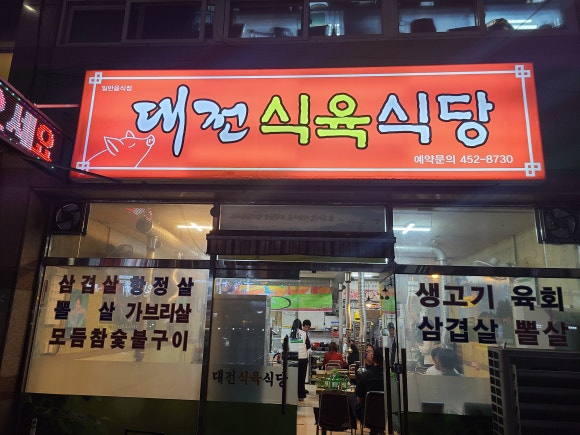 일반음식점
대전식육식당
예약문의 452-8730
세요
삼겹살 항정살
뽈 살 가브리살
모듬참숯불구이
생고기 육회
삼겹살 뽈살
대전식육식당